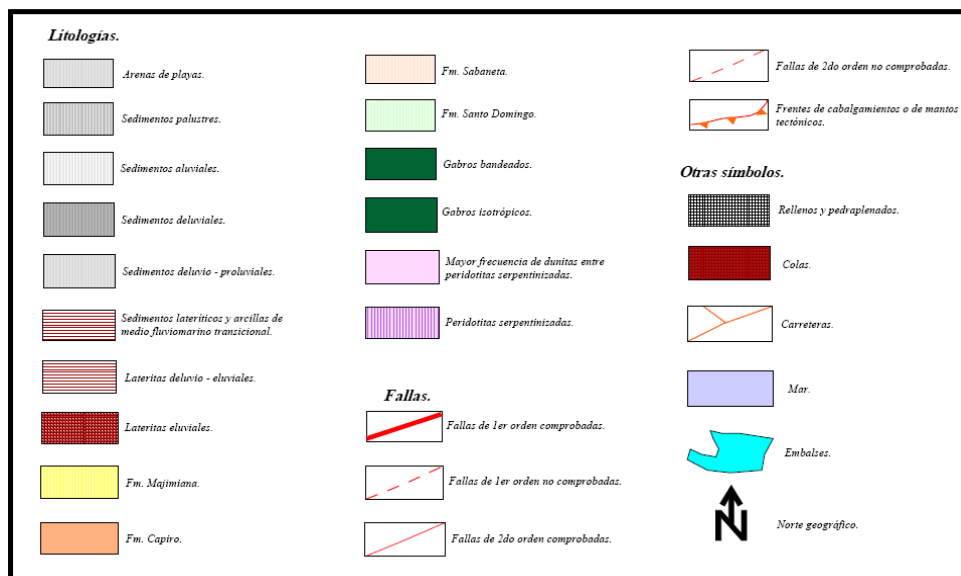 Litologías.
Arenas de playas.
Sedimentos palustres.
Sedimentos aluviales.
Sedimentos deluviales.
Sedimentos deluvio - proluviales.
Sedimentos lateríticos y arcillas de
medio fluviomarino transicional.
Lateritas deluvio - eluviales.
Lateritas eluviales.
Fm. Majimiana.
Fm. Capiro.
Fm. Sabaneta.
Fm. Santo Domingo.
Gabros bandeados.
Gabros isotrópicos.
Mayor frecuencia de dunitas entre
peridotitas serpentinizadas.
Peridotitas serpentinizadas.
Fallas.
Fallas de 1er orden comprobadas.
Fallas de 1er orden no comprobadas.
Fallas de 2do orden comprobadas.
Fallas de 2do orden no comprobadas.
Frentes de cabalgamientos o de mantos
tectónicos.
Otras símbolos.
Rellenos y pedraplenados.
Colas.
Carreteras.
Mar.
Embalses.
N
Norte geográfico.